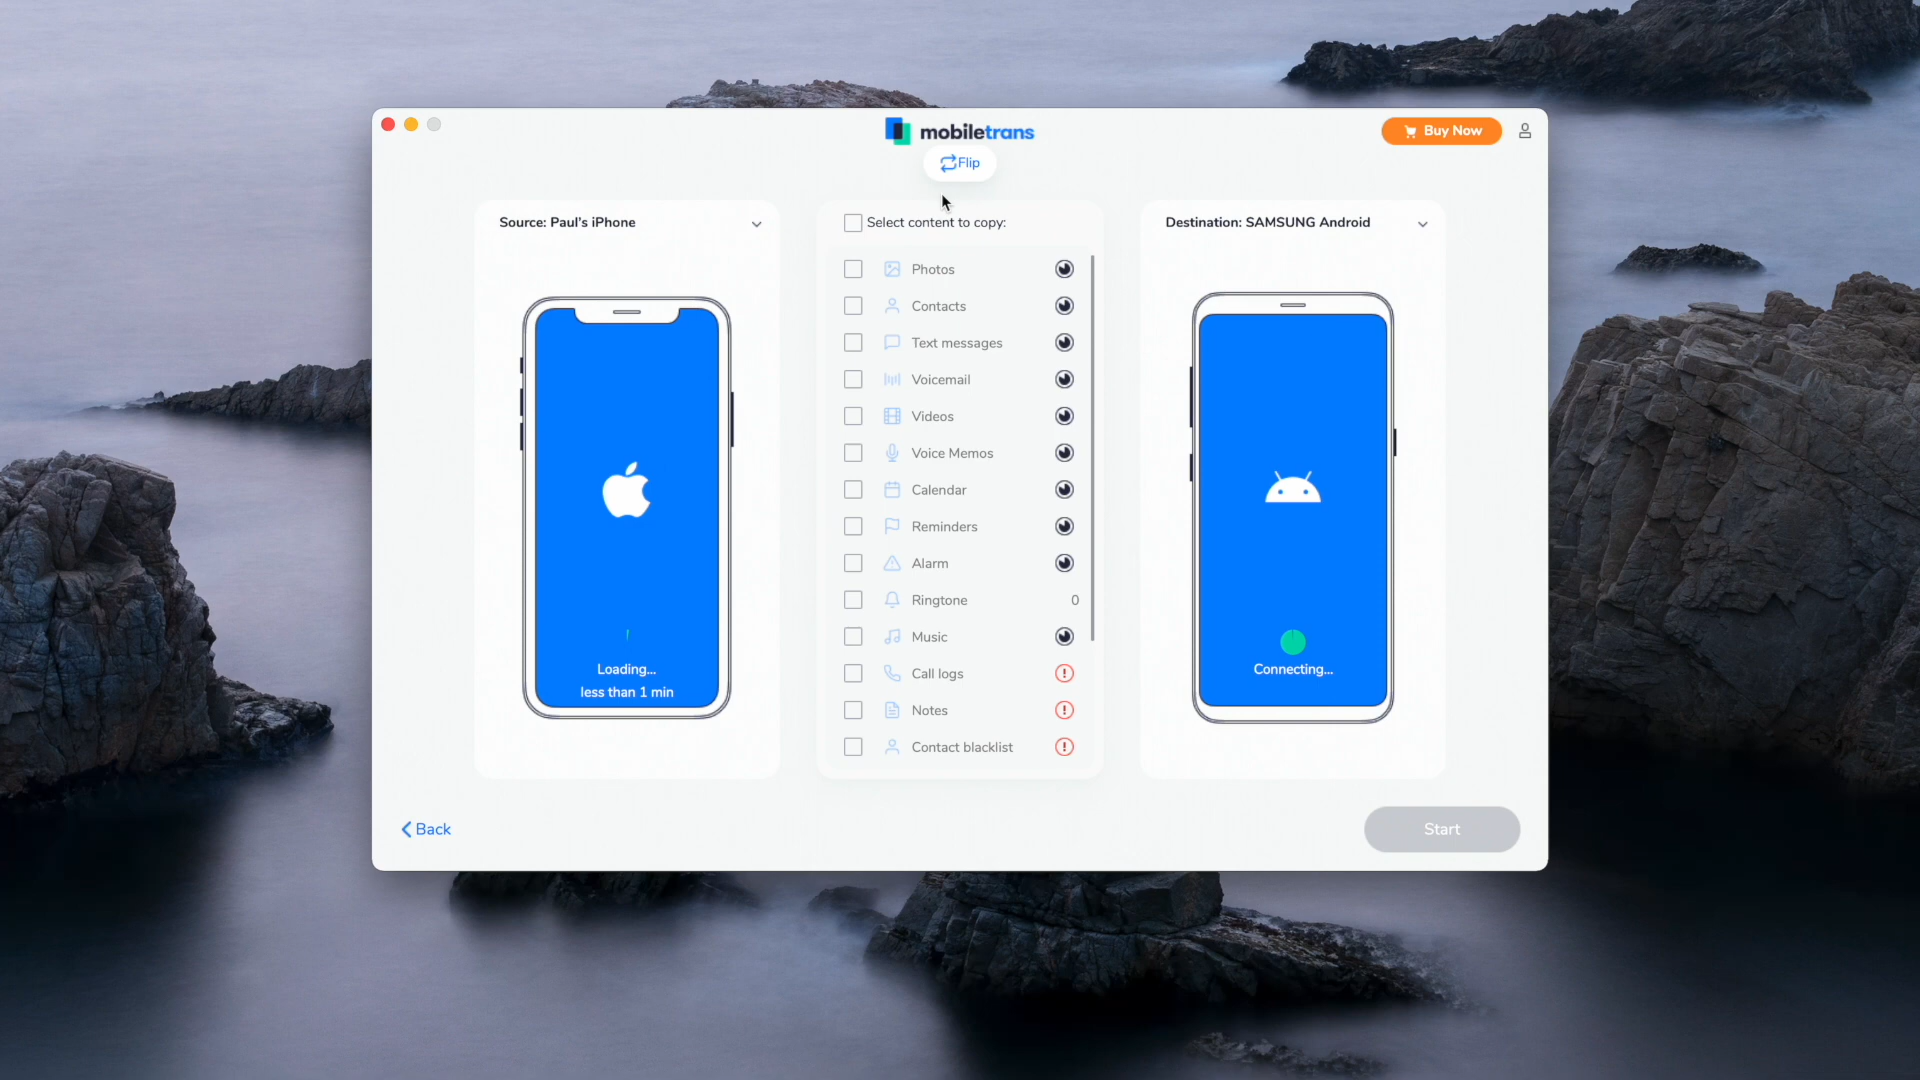 mobiletrans
Buy Now
Flip
Source: Paul's iPhone
Select content to copy:
Destination: SAMSUNG Android
Photos
Contacts
Text messages
Voicemail
Videos
Voice Memos
Calendar
Reminders
Alarm
Ringtone 0
Music
Call logs
Notes
Contact blacklist
Loading...
less than 1 min
Connecting...
Back
Start